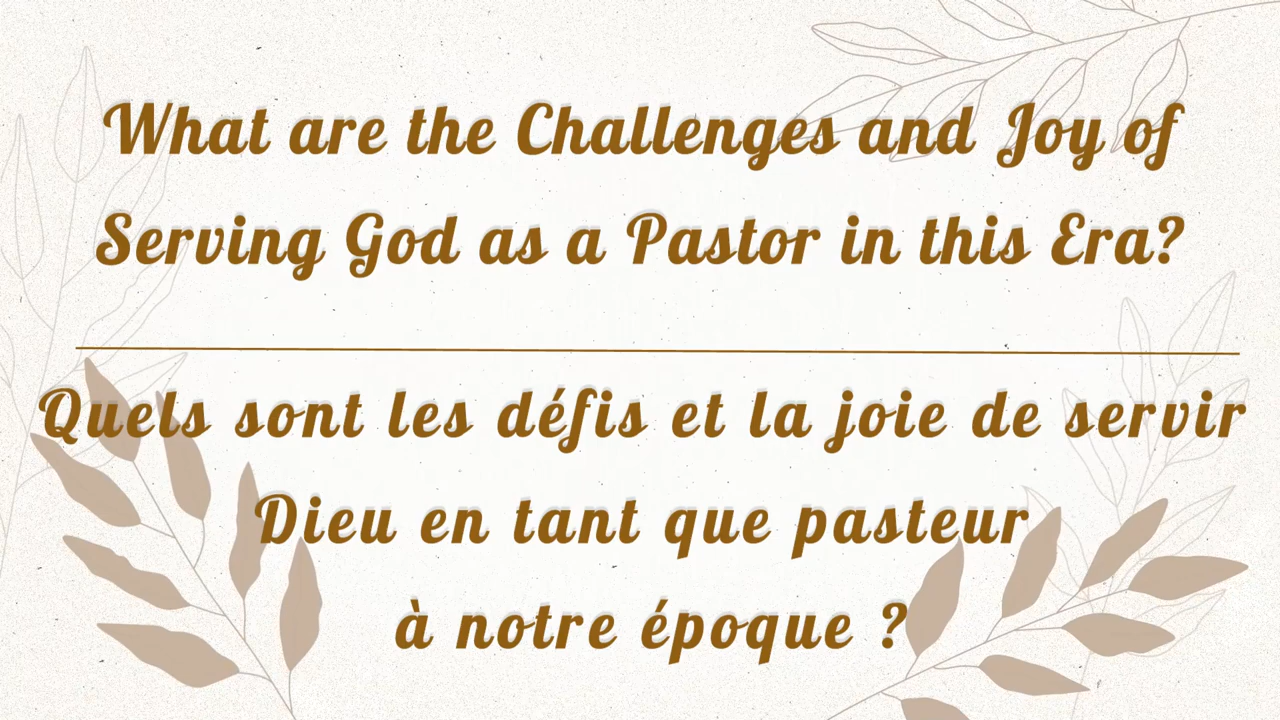 What are the Challenges and Joy of
Serving God as a Pastor in this Era?
Quels sont les défis et la joie de servir
Dieu en tant que pasteur
à notre époque ?